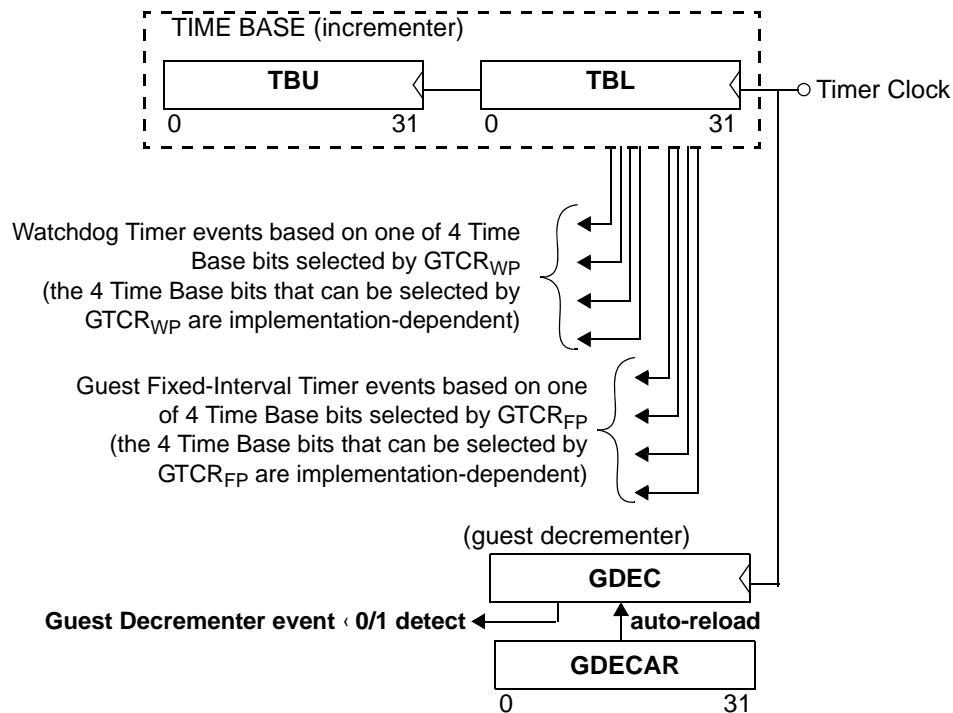 TIME BASE (incrementer)
TBU
TBL
Timer Clock
0 31
0 31
Watchdog Timer events based on one of 4 Time
Base bits selected by GTCRWP
(the 4 Time Base bits that can be selected by
GTCRWP are implementation-dependent)
Guest Fixed-Interval Timer events based on one
of 4 Time Base bits selected by GTCRFP
(the 4 Time Base bits that can be selected by
GTCRFP are implementation-dependent)
(guest decrementer)
GDEC
Guest Decrementer event ‹ 0/1 detect
auto-reload
GDECAR
0 31